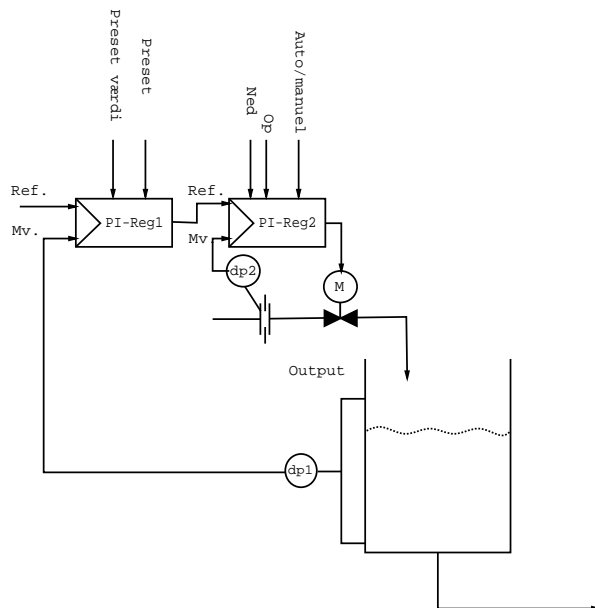 Preset værdi
Preset
Ned
Op
Auto/manuel
Ref.
PI-Reg1
Mv.
Ref.
PI-Reg2
Mv.
dp2
M
Output
dp1